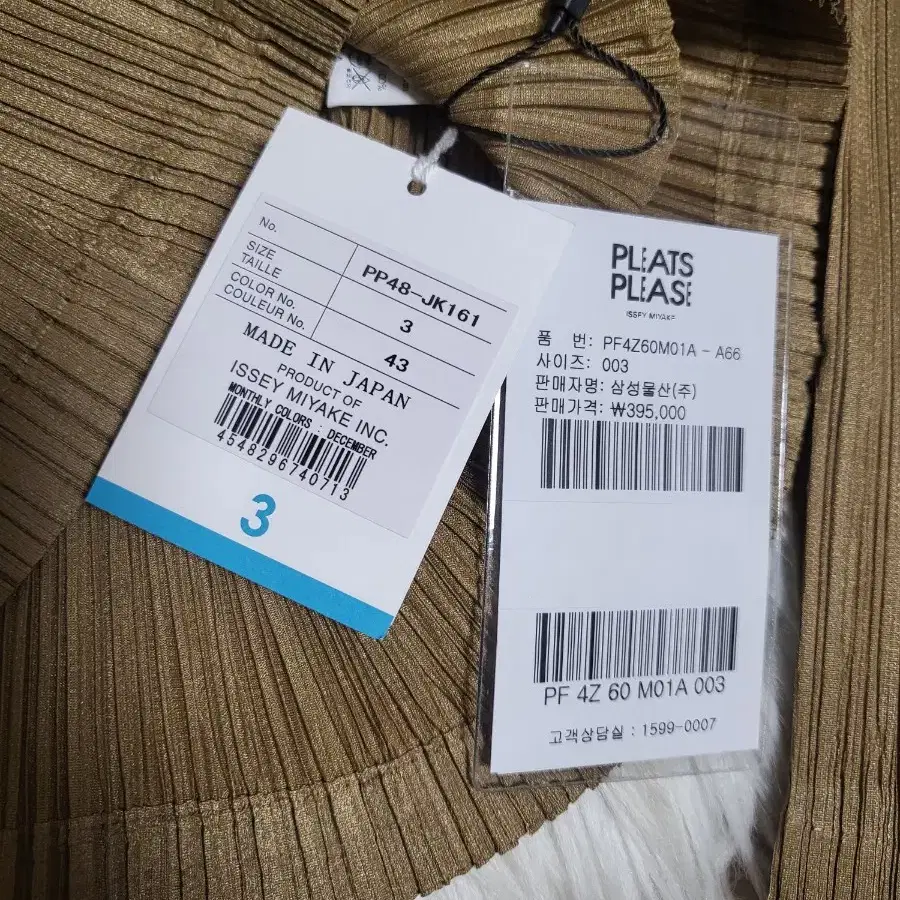 No.
PP48-JK161
SIZE
TAILLE
3
COLOR No.
COULEUR No.
43
MADE IN JAPAN
PRODUCT OF
ISSEY MIYAKE INC.
MONTHLY COLORS : DECEMBER
4548296740713
3
PLEATS
PLEASE
ISSEY MIYAKE
품 번: PF4Z60M01A - A66
사이즈: 003
판매자명: 삼성물산(주)
판매가격: ₩395,000
PF 4Z 60 M01A 003
고객상담실 : 1599-0007